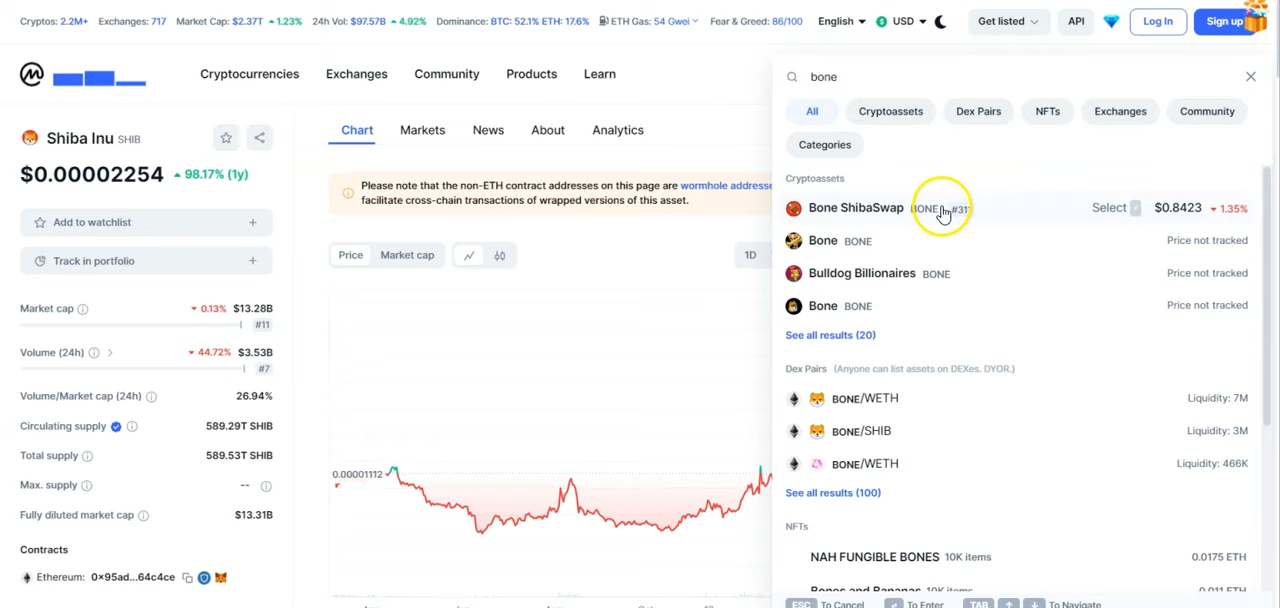 Cryptos: 2.2M+ Exchanges: 717 Market Cap: $2.37T 1.23% 24h Vol: $97.57B 4.92% Dominance: BTC: 52.1% ETH: 17.6% ETH Gas: 54 Gwei Fear & Greed: 86/100 English USD Get listed API Log In Sign up
Cryptocurrencies Exchanges Community Products Learn
bone
All Cryptoassets Dex Pairs NFTs Exchanges Community
Categories
Shiba Inu SHIB
$0.00002254 98.17% (1y)
Add to watchlist +
Track in portfolio +
Market cap 0.13% $13.28B
#11
Volume (24h) 44.72% $3.53B
#7
Volume/Market cap (24h) 26.94%
Circulating supply 589.29T SHIB
Total supply 589.53T SHIB
Max. supply --
Fully diluted market cap $13.31B
Contracts
Ethereum: 0x95ad...64c4ce
Chart Markets News About Analytics
Please note that the non-ETH contract addresses on this page are wormhole addresse
facilitate cross-chain transactions of wrapped versions of this asset.
Price Market cap 1D
0.00001112
Cryptoassets
Bone ShibaSwap BONE #311 Select $0.8423 1.35%
Bone BONE Price not tracked
Bulldog Billionaires BONE Price not tracked
Bone BONE Price not tracked
See all results (20)
Dex Pairs (Anyone can list assets on DEXes. DYOR.)
BONE/WETH Liquidity: 7M
BONE/SHIB Liquidity: 3M
BONE/WETH Liquidity: 466K
See all results (100)
NFTs
NAH FUNGIBLE BONES 10K items 0.0175 ETH
Bones and Bananas 10K items 0.011 ETH
ESC To Cancel To Enter TAB To Navigate